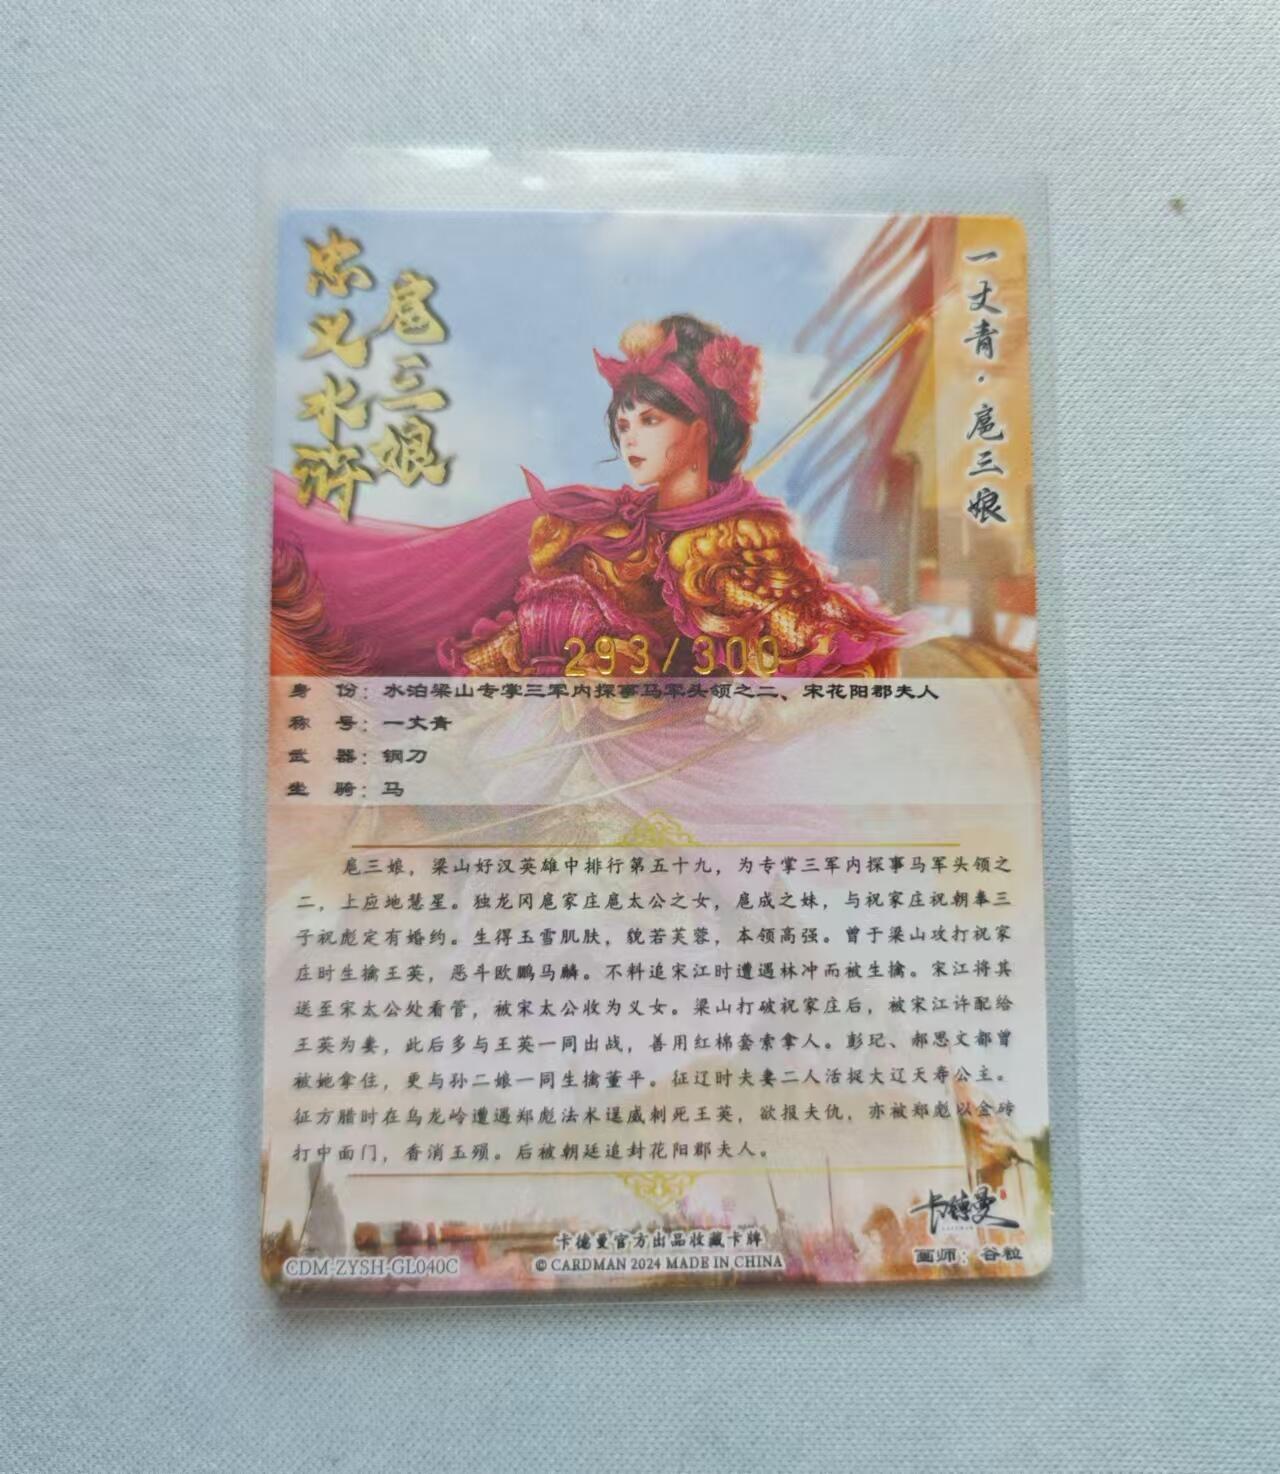 忠义水浒
扈三娘
一丈青·扈三娘
293/300
身 份：水泊梁山专掌三军内探事马军头领之二、宋花阳郡夫人
称 号：一丈青
武 器：钢刀
坐 骑：马
扈三娘，梁山好汉英雄中排行第五十九，为专掌三军内探事马军头领之
二，上应地慧星。独龙冈扈家庄扈太公之女，扈成之妹，与祝家庄祝朝奉三
子祝彪定有婚约。生得玉雪肌肤，貌若芙蓉，本领高强。曾于梁山攻打祝家
庄时生擒王英，恶斗欧鹏马麟。不料追宋江时遭遇林冲而被生擒。宋江将其
送至宋太公处看管，被宋太公收为义女。梁山打破祝家庄后，被宋江许配给
王英为妻，此后多与王英一同出战，善用红棉套索拿人。彭玘、郝思文都曾
被她拿住，更与孙二娘一同生擒董平。征辽时夫妻二人活捉大辽天寿公主。
征方腊时在乌龙岭遭遇郑彪法术逞威刺死王英，欲报夫仇，亦被郑彪以金砖
打中面门，香消玉殒。后被朝廷追封花阳郡夫人。
卡德曼
卡德曼官方出品收藏卡牌
CDM-ZYSH-GL040C
© CARDMAN 2024 MADE IN CHINA
画师：谷粒